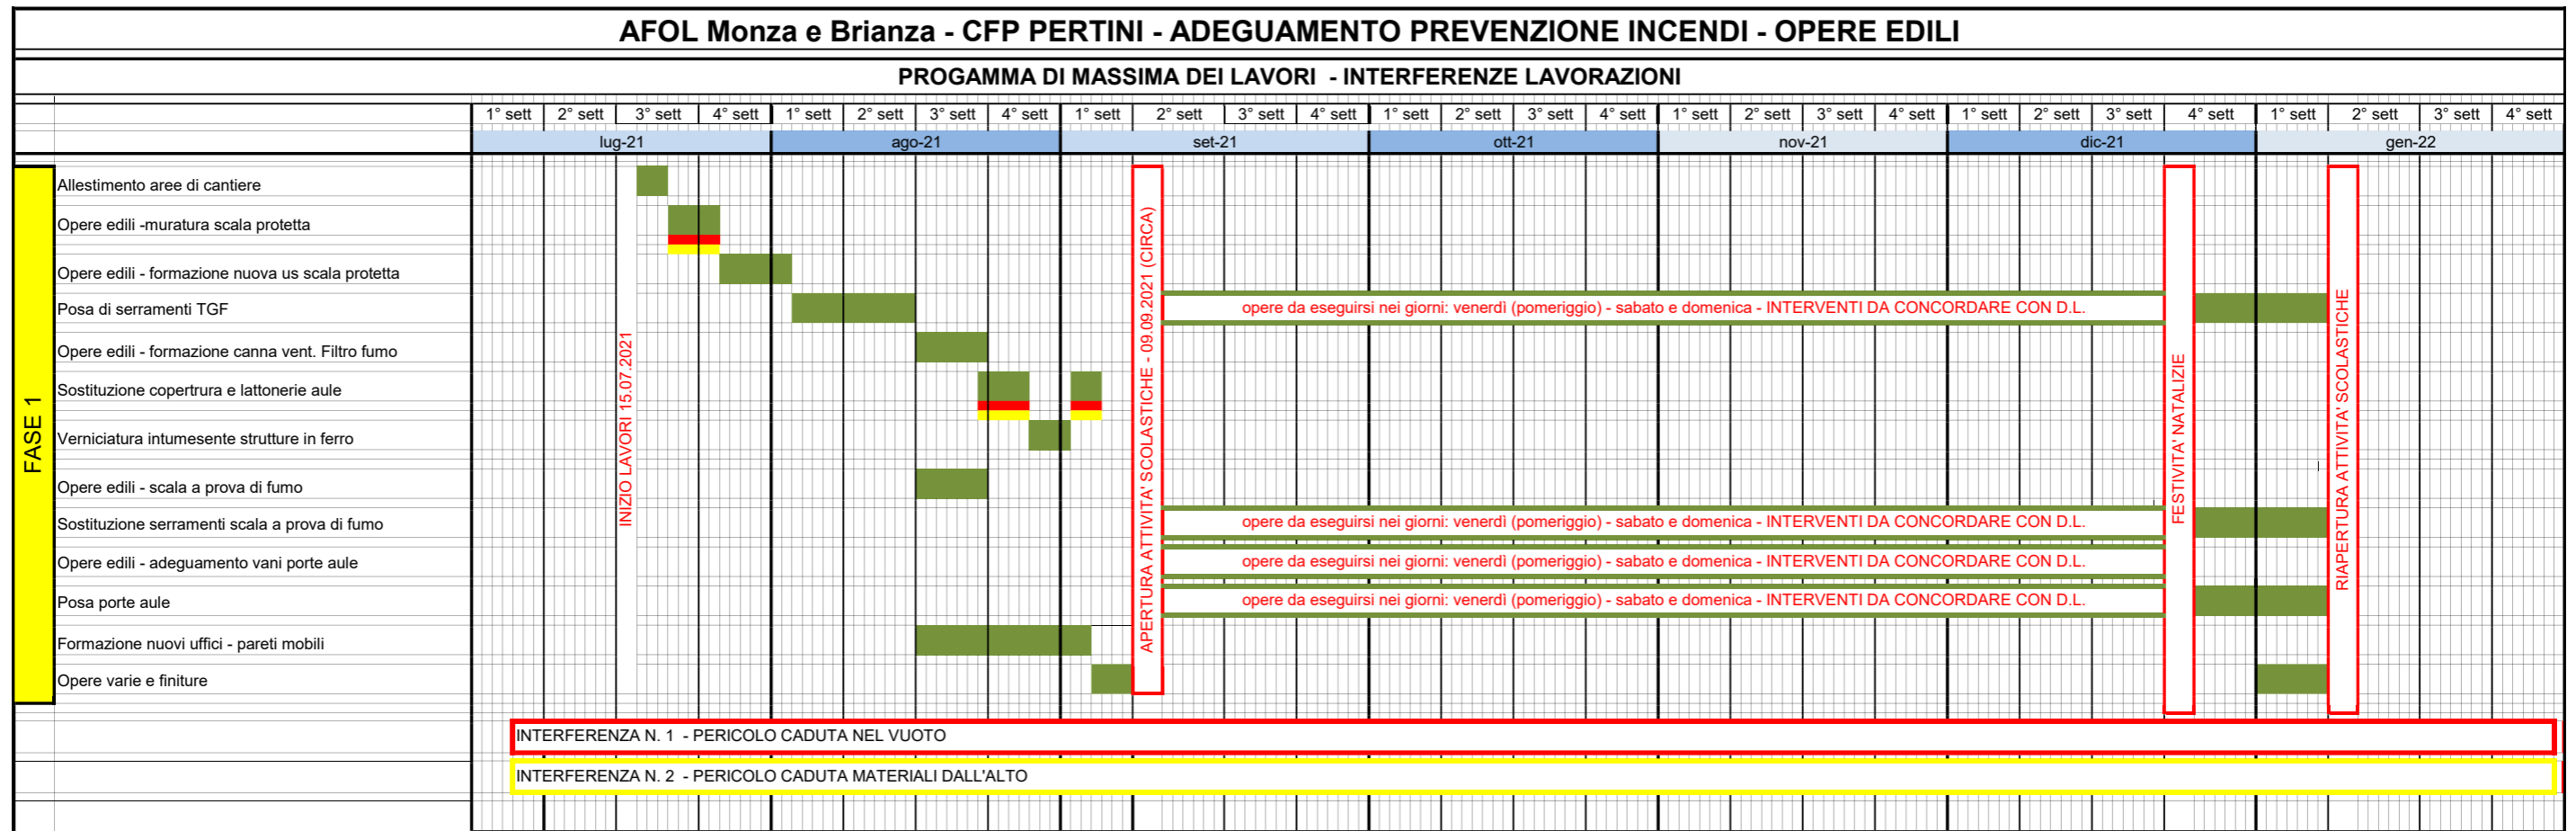 AFOL Monza e Brianza - CFP PERTINI - ADEGUAMENTO PREVENZIONE INCENDI - OPERE EDILI
PROGAMMA DI MASSIMA DEI LAVORI - INTERFERENZE LAVORAZIONI
1° sett 2° sett 3° sett 4° sett 1° sett 2° sett 3° sett 4° sett 1° sett 2° sett 3° sett 4° sett 1° sett 2° sett 3° sett 4° sett 1° sett 2° sett 3° sett 4° sett 1° sett 2° sett 3° sett 4° sett 1° sett 2° sett 3° sett 4° sett
lug-21 ago-21 set-21 ott-21 nov-21 dic-21 gen-22
FASE 1
Allestimento aree di cantiere
Opere edili -muratura scala protetta
Opere edili - formazione nuova us scala protetta
Posa di serramenti TGF
opere da eseguirsi nei giorni: venerdì (pomeriggio) - sabato e domenica - INTERVENTI DA CONCORDARE CON D.L.
Opere edili - formazione canna vent. Filtro fumo
Sostituzione copertrura e lattonerie aule
Verniciatura intumesente strutture in ferro
Opere edili - scala a prova di fumo
Sostituzione serramenti scala a prova di fumo
opere da eseguirsi nei giorni: venerdì (pomeriggio) - sabato e domenica - INTERVENTI DA CONCORDARE CON D.L.
Opere edili - adeguamento vani porte aule
opere da eseguirsi nei giorni: venerdì (pomeriggio) - sabato e domenica - INTERVENTI DA CONCORDARE CON D.L.
Posa porte aule
opere da eseguirsi nei giorni: venerdì (pomeriggio) - sabato e domenica - INTERVENTI DA CONCORDARE CON D.L.
Formazione nuovi uffici - pareti mobili
Opere varie e finiture
INIZIO LAVORI 15.07.2021
APERTURA ATTIVITA' SCOLASTICHE - 09.09.2021 (CIRCA)
FESTIVITA' NATALIZIE
RIAPERTURA ATTIVITA' SCOLASTICHE
INTERFERENZA N. 1 - PERICOLO CADUTA NEL VUOTO
INTERFERENZA N. 2 - PERICOLO CADUTA MATERIALI DALL'ALTO